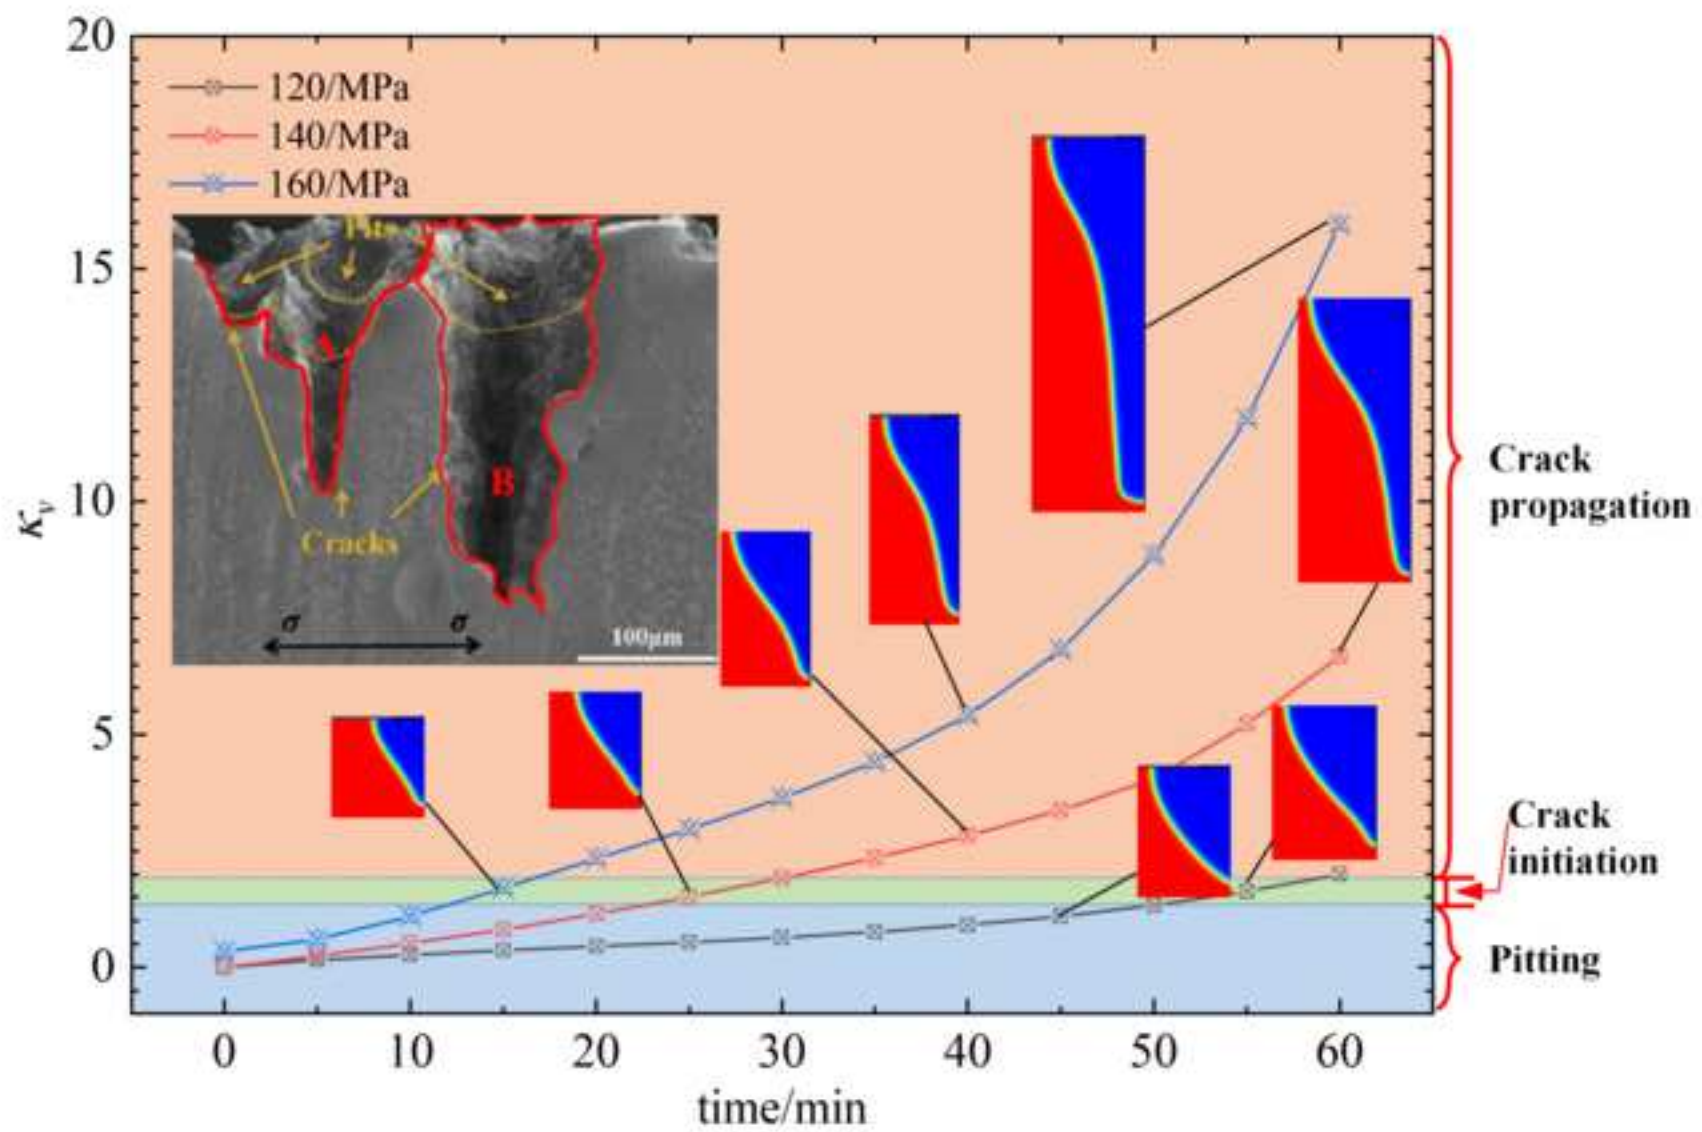 20
15
10
5
0
κv
120/MPa
140/MPa
160/MPa
Pits
A
B
Cracks
σ σ
100μm
Crack
propagation
Crack
initiation
Pitting
0 10 20 30 40 50 60
time/min